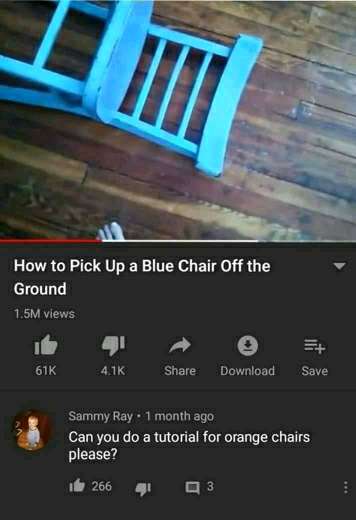 How to Pick Up a Blue Chair Off the
Ground
1.5M views
61K
4.1K
Share
Download
Save
Sammy Ray • 1 month ago
Can you do a tutorial for orange chairs
please?
266
3